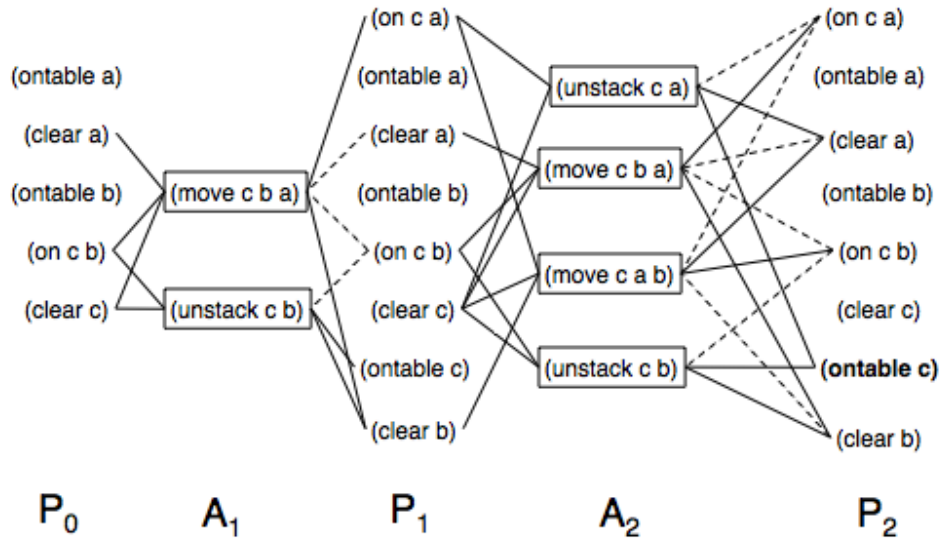 (ontable a)
(clear a)
(ontable b)
(on c b)
(clear c)
P0
(move c b a)
(unstack c b)
A1
(on c a)
(ontable a)
(clear a)
(ontable b)
(on c b)
(clear c)
(ontable c)
(clear b)
P1
(unstack c a)
(move c b a)
(move c a b)
(unstack c b)
A2
(on c a)
(ontable a)
(clear a)
(ontable b)
(on c b)
(clear c)
(ontable c)
(clear b)
P2